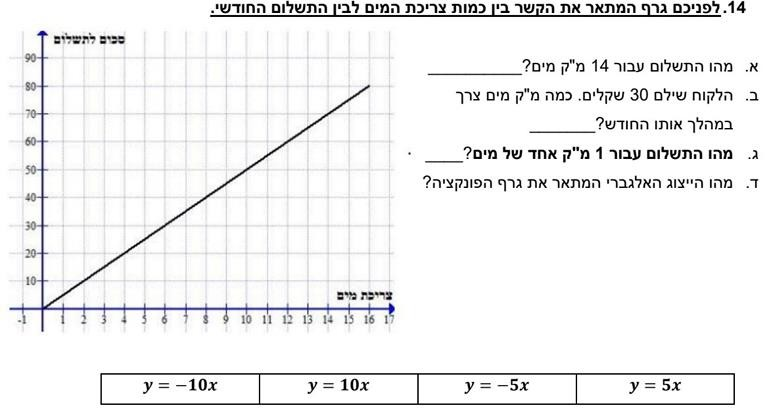 14. לפניכם גרף המתאר את הקשר בין כמות צריכת המים לבין התשלום החודשי.
א. מהו התשלום עבור 14 מ"ק מים? ___________
ב. הלקוח שילם 30 שקלים. כמה מ"ק מים צרך
במהלך אותו החודש? ________
ג. מהו התשלום עבור 1 מ"ק אחד של מים? _____
ד. מהו הייצוג האלגברי המתאר את גרף הפונקציה?
סכום לתשלום
90
80
70
60
50
40
30
20
10
צריכת מים
-1 1 2 3 4 5 6 7 8 9 10 11 12 13 14 15 16 17
y = −10x y = 10x y = −5x y = 5x